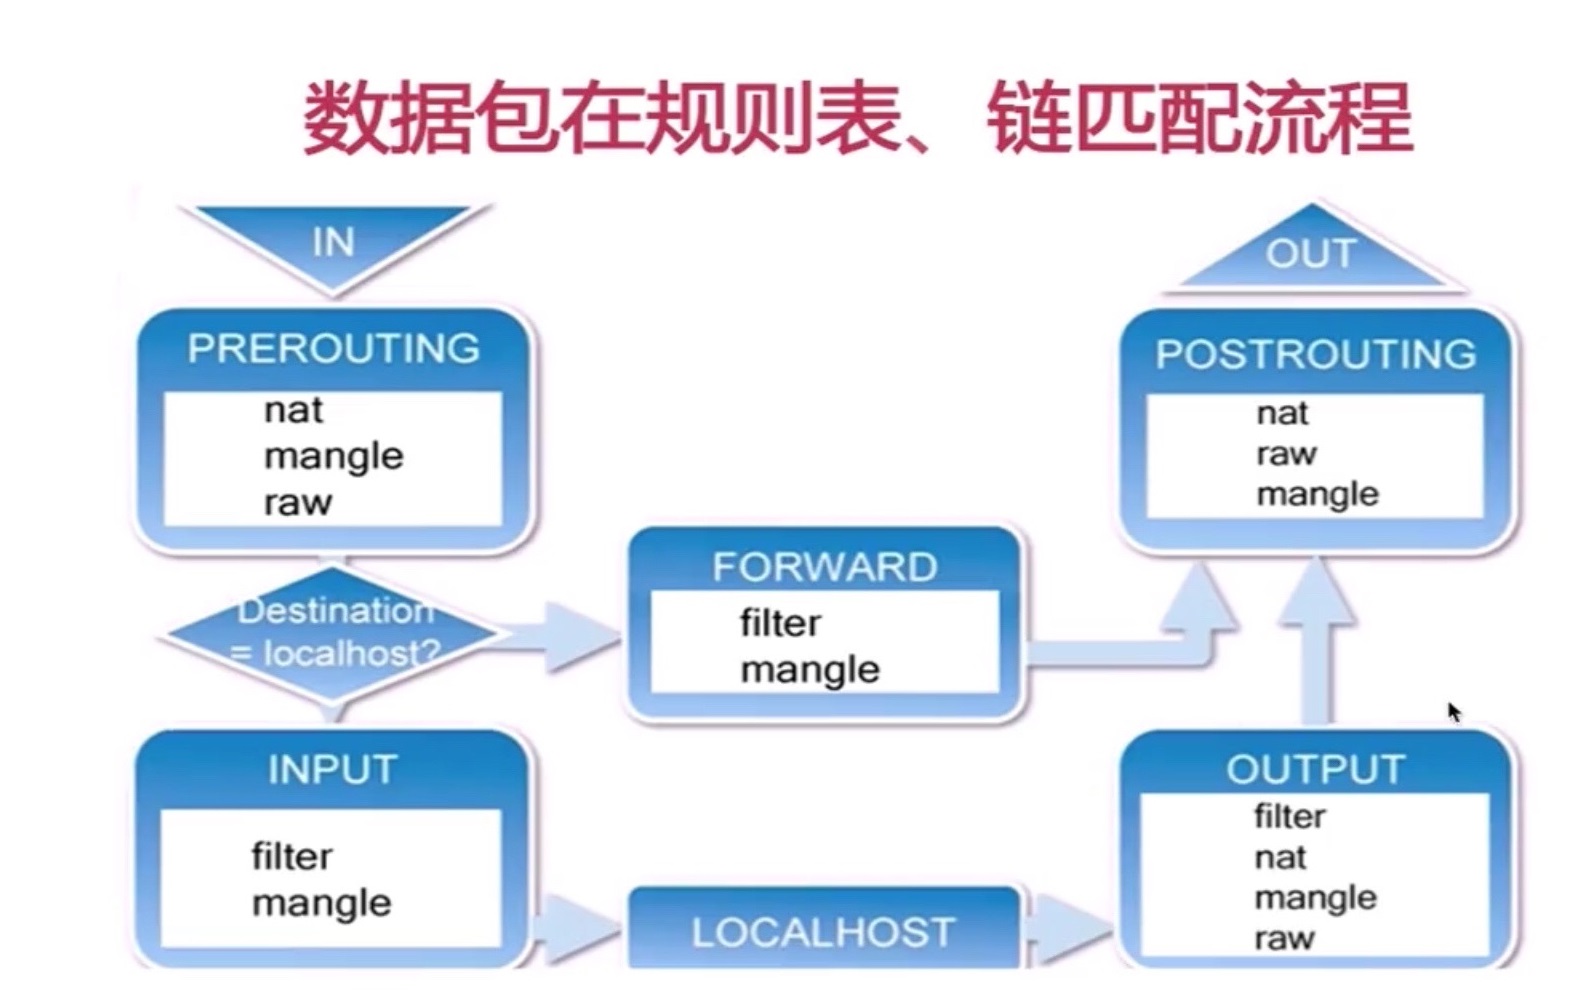 数据包在规则表、链匹配流程
IN
PREROUTING
nat
mangle
raw
Destination
= localhost?
INPUT
filter
mangle
FORWARD
filter
mangle
LOCALHOST
OUT
POSTROUTING
nat
raw
mangle
OUTPUT
filter
nat
mangle
raw